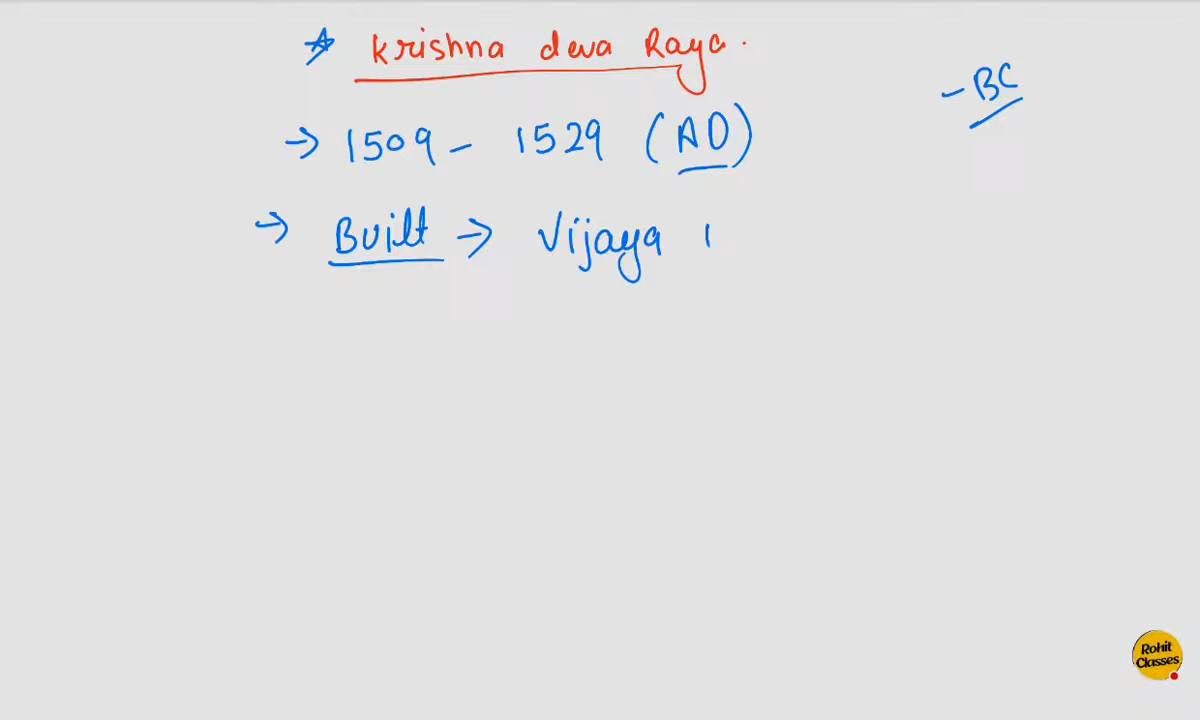 * Krishna deva Raya.
- BC
→ 1509 - 1529 (AD)
→ Built → Vijaya
Rohit
Classes